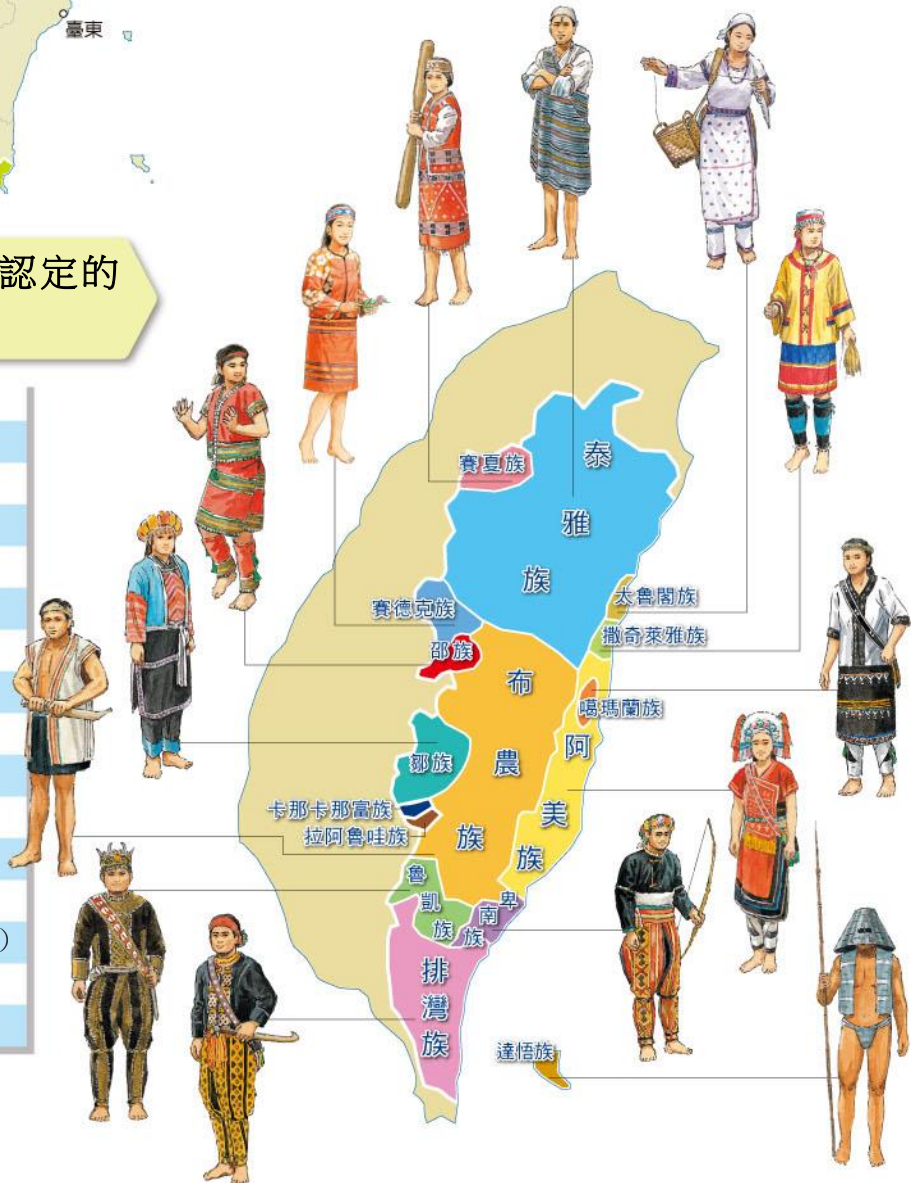 臺東
認定的
賽夏族
泰雅族
賽德克族
太魯閣族
撒奇萊雅族
邵族
布農族
噶瑪蘭族
阿美族
鄒族
卡那卡那富族
拉阿魯哇族
魯凱族
卑南族
排灣族
達悟族
)